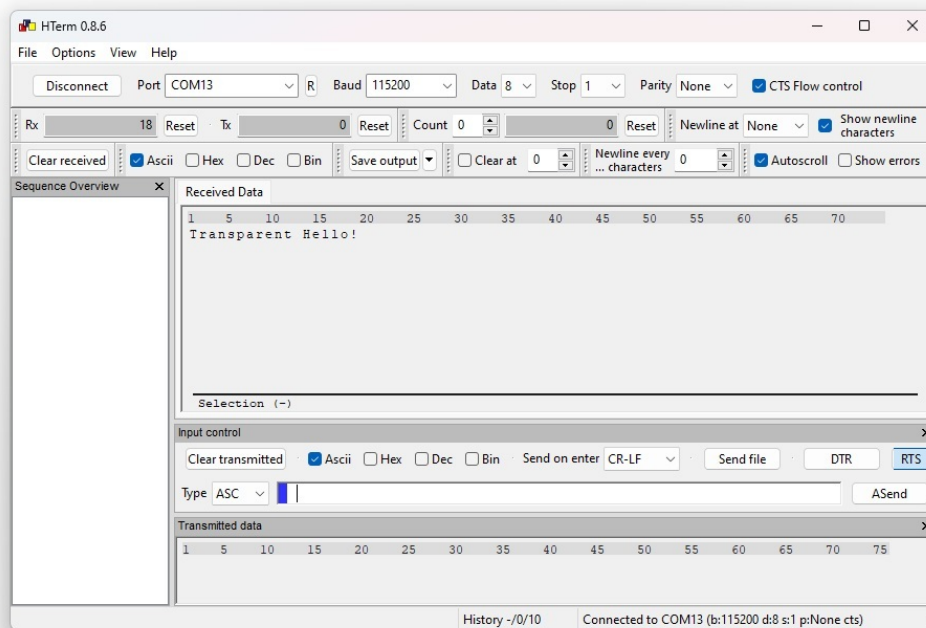 HTerm 0.8.6
File Options View Help
Disconnect Port COM13 R Baud 115200 Data 8 Stop 1 Parity None CTS Flow control
Rx 18 Reset Tx 0 Reset Count 0 0 Reset Newline at None Show newline characters
Clear received Ascii Hex Dec Bin Save output Clear at 0 Newline every ... characters 0 Autoscroll Show errors
Sequence Overview
Received Data
1 5 10 15 20 25 30 35 40 45 50 55 60 65 70
Transparent Hello!
Selection (-)
Input control
Clear transmitted Ascii Hex Dec Bin Send on enter CR-LF Send file DTR RTS
Type ASC ASend
Transmitted data
1 5 10 15 20 25 30 35 40 45 50 55 60 65 70 75
History -/0/10 Connected to COM13 (b:115200 d:8 s:1 p:None cts)